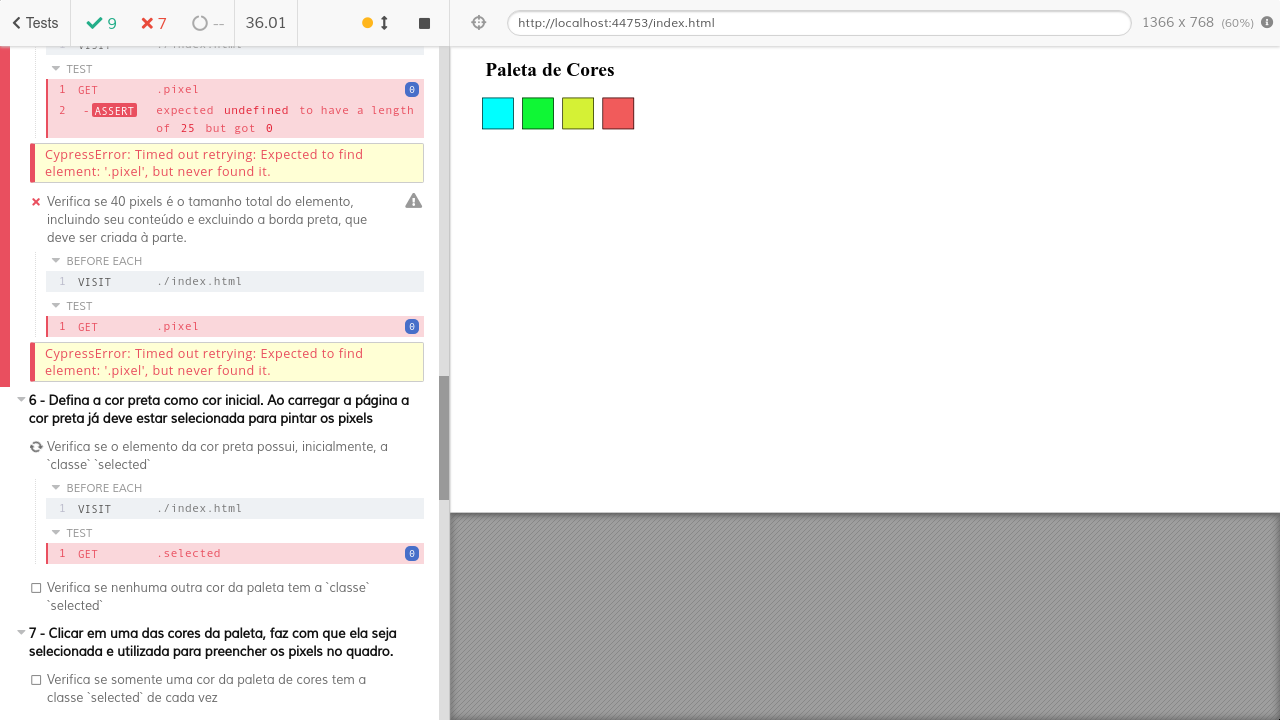 Tests
9
7
--
36.01
http://localhost:44753/index.html
1366 x 768 (60%)
TEST
1 GET .pixel 0
2 -ASSERT expected undefined to have a length
of 25 but got 0
CypressError: Timed out retrying: Expected to find
element: '.pixel', but never found it.
Verifica se 40 pixels é o tamanho total do elemento,
incluindo seu conteúdo e excluindo a borda preta, que
deve ser criada à parte.
BEFORE EACH
1 VISIT ./index.html
TEST
1 GET .pixel 0
CypressError: Timed out retrying: Expected to find
element: '.pixel', but never found it.
6 - Defina a cor preta como cor inicial. Ao carregar a página a
cor preta já deve estar selecionada para pintar os pixels
Verifica se o elemento da cor preta possui, inicialmente, a
`classe` `selected`
BEFORE EACH
1 VISIT ./index.html
TEST
1 GET .selected 0
Verifica se nenhuma outra cor da paleta tem a `classe`
`selected`
7 - Clicar em uma das cores da paleta, faz com que ela seja
selecionada e utilizada para preencher os pixels no quadro.
Verifica se somente uma cor da paleta de cores tem a
classe `selected` de cada vez
Paleta de Cores